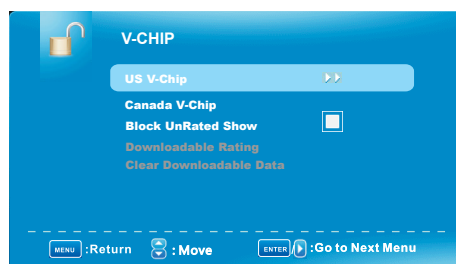 V-CHIP
US V-Chip
Canada V-Chip
Block UnRated Show
Downloadable Rating
Clear Downloadable Data
MENU :Return : Move ENTER / :Go to Next Menu